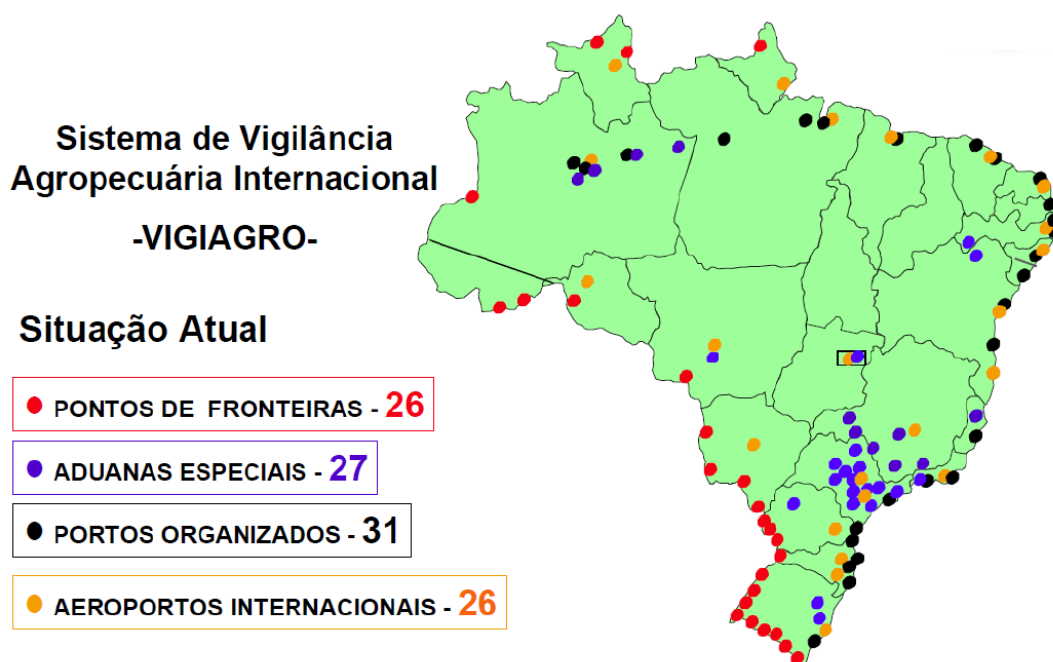 Sistema de Vigilância
Agropecuária Internacional
-VIGIAGRO-
Situação Atual
PONTOS DE FRONTEIRAS - 26
ADUANAS ESPECIAIS - 27
PORTOS ORGANIZADOS - 31
AEROPORTOS INTERNACIONAIS - 26